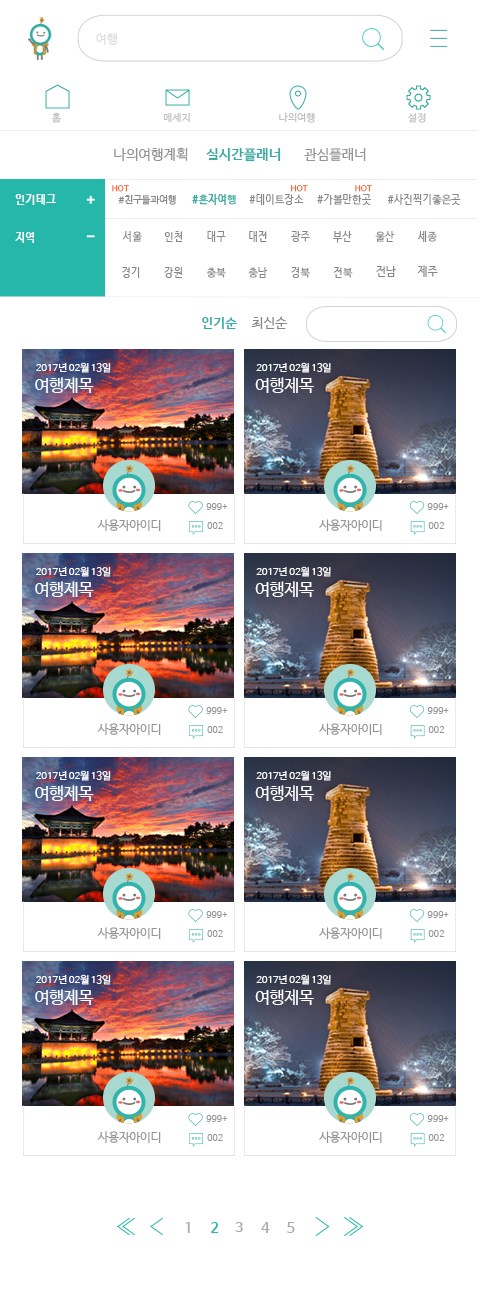 여행
홈 메세지 나의여행 설정
나의여행계획 실시간플래너 관심플래너
HOT HOT HOT
인기태그 + #친구들과여행 #혼자여행 #데이트장소 #가볼만한곳 #사진찍기좋은곳
지역 − 서울 인천 대구 대전 광주 부산 울산 세종
경기 강원 충북 충남 경북 전북 전남 제주
인기순 최신순
2017년 02월 13일 2017년 02월 13일
여행제목 여행제목
999+ 999+
사용자아이디 002 사용자아이디 002
2017년 02월 13일 2017년 02월 13일
여행제목 여행제목
999+ 999+
사용자아이디 002 사용자아이디 002
2017년 02월 13일 2017년 02월 13일
여행제목 여행제목
999+ 999+
사용자아이디 002 사용자아이디 002
2017년 02월 13일 2017년 02월 13일
여행제목 여행제목
999+ 999+
사용자아이디 002 사용자아이디 002
1 2 3 4 5